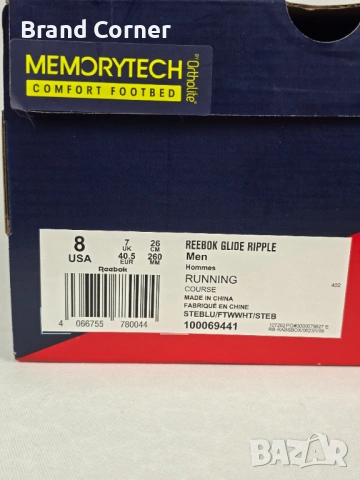 Brand Corner
MEMORYTECH
BY Ortholite
COMFORT FOOTBED
8 USA
7 UK
26 CM
40.5 EUR
260 MM
Reebok
REEBOK GLIDE RIPPLE
Men
Hommes
RUNNING
COURSE
MADE IN CHINA
FABRIQUÉ EN CHINE
STEBLU/FTWWHT/STEB
100069441
4 066755 780044
bazar